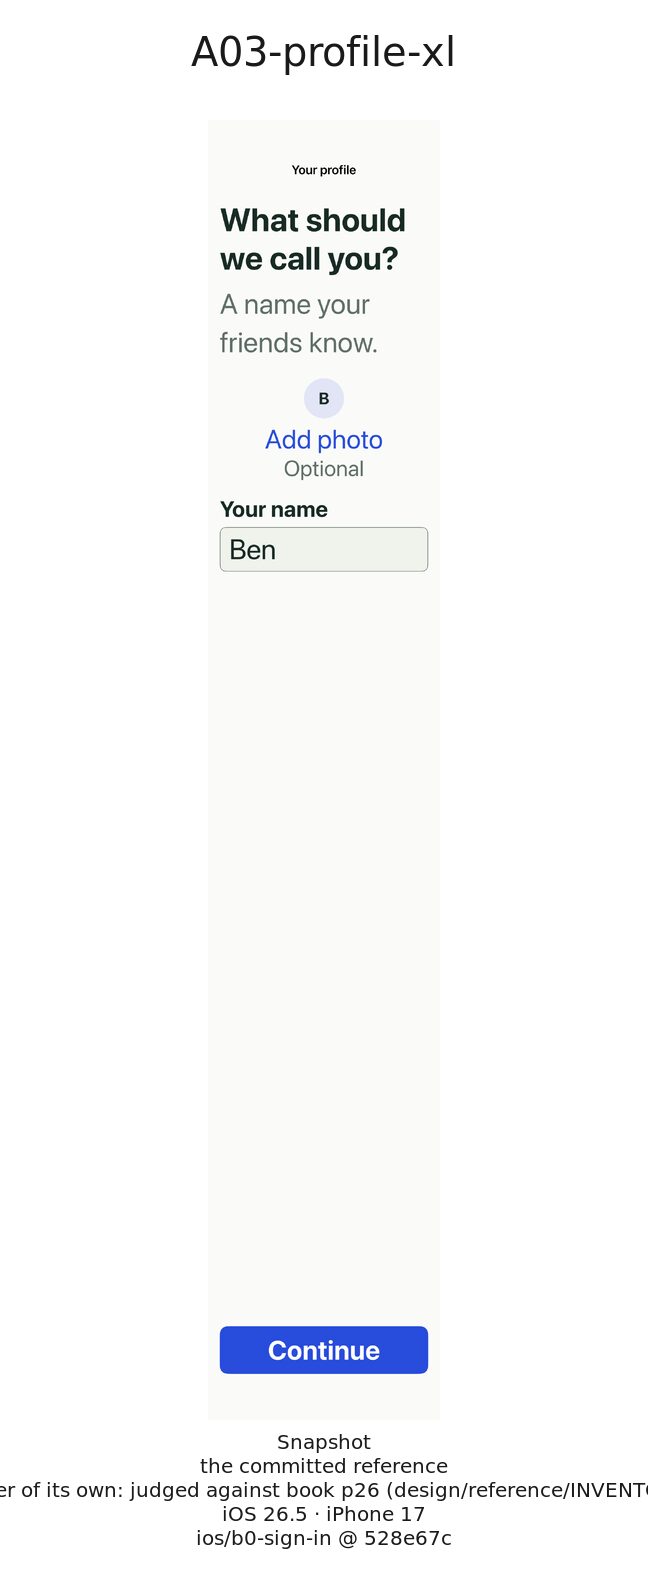 A03-profile-xl
Your profile
What should
we call you?
A name your
friends know.
B
Add photo
Optional
Your name
Ben
Continue
Snapshot
the committed reference
of its own: judged against book p26 (design/reference/
iOS 26.5 · iPhone 17
ios/b0-sign-in @ 528e67c